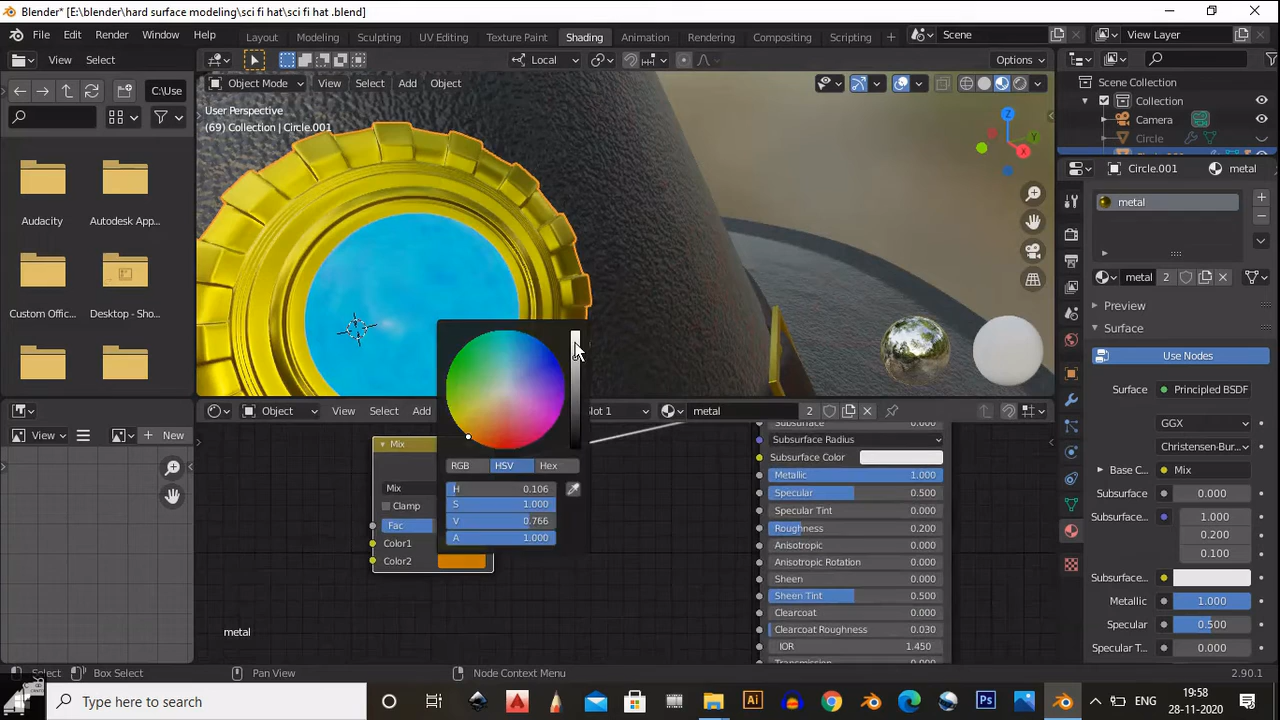 Blender* [E:\blender\hard surface modeling\sci fi hat\sci fi hat .blend]
File Edit Render Window Help Layout Modeling Sculpting UV Editing Texture Paint Shading Animation Rendering Compositing Scripting Scene View Layer
View Select Local Options
C:\Use Object Mode View Select Add Object
User Perspective
(69) Collection | Circle.001
Scene Collection
Collection
Camera
Circle
Z
Y
X
Circle.001 metal
metal
Audacity Autodesk App...
Custom Offic... Desktop - Sho...
metal 2
Preview
Surface
Use Nodes
Surface Principled BSDF
GGX
Christensen-Bur...
Base C... Mix
Subsurface 0.000
Subsurface... 1.000
0.200
0.100
Subsurface...
Metallic 1.000
Specular 0.500
Specular T... 0.000
View New
Object View Select Add Slot 1 metal 2
Mix
Mix
Clamp
Fac
Color1
Color2
RGB HSV Hex
H 0.106
S 1.000
V 0.766
A 1.000
Subsurface Radius
Subsurface Color
Metallic 1.000
Specular 0.500
Specular Tint 0.000
Roughness 0.200
Anisotropic 0.000
Anisotropic Rotation 0.000
Sheen 0.000
Sheen Tint 0.500
Clearcoat 0.000
Clearcoat Roughness 0.030
IOR 1.450
metal
Select Box Select Pan View Node Context Menu 2.90.1
Type here to search ENG 19:58
28-11-2020